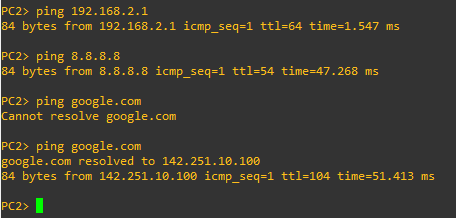 PC2> ping 192.168.2.1
84 bytes from 192.168.2.1 icmp_seq=1 ttl=64 time=1.547 ms
PC2> ping 8.8.8.8
84 bytes from 8.8.8.8 icmp_seq=1 ttl=54 time=47.268 ms
PC2> ping google.com
Cannot resolve google.com
PC2> ping google.com
google.com resolved to 142.251.10.100
84 bytes from 142.251.10.100 icmp_seq=1 ttl=104 time=51.413 ms
PC2>